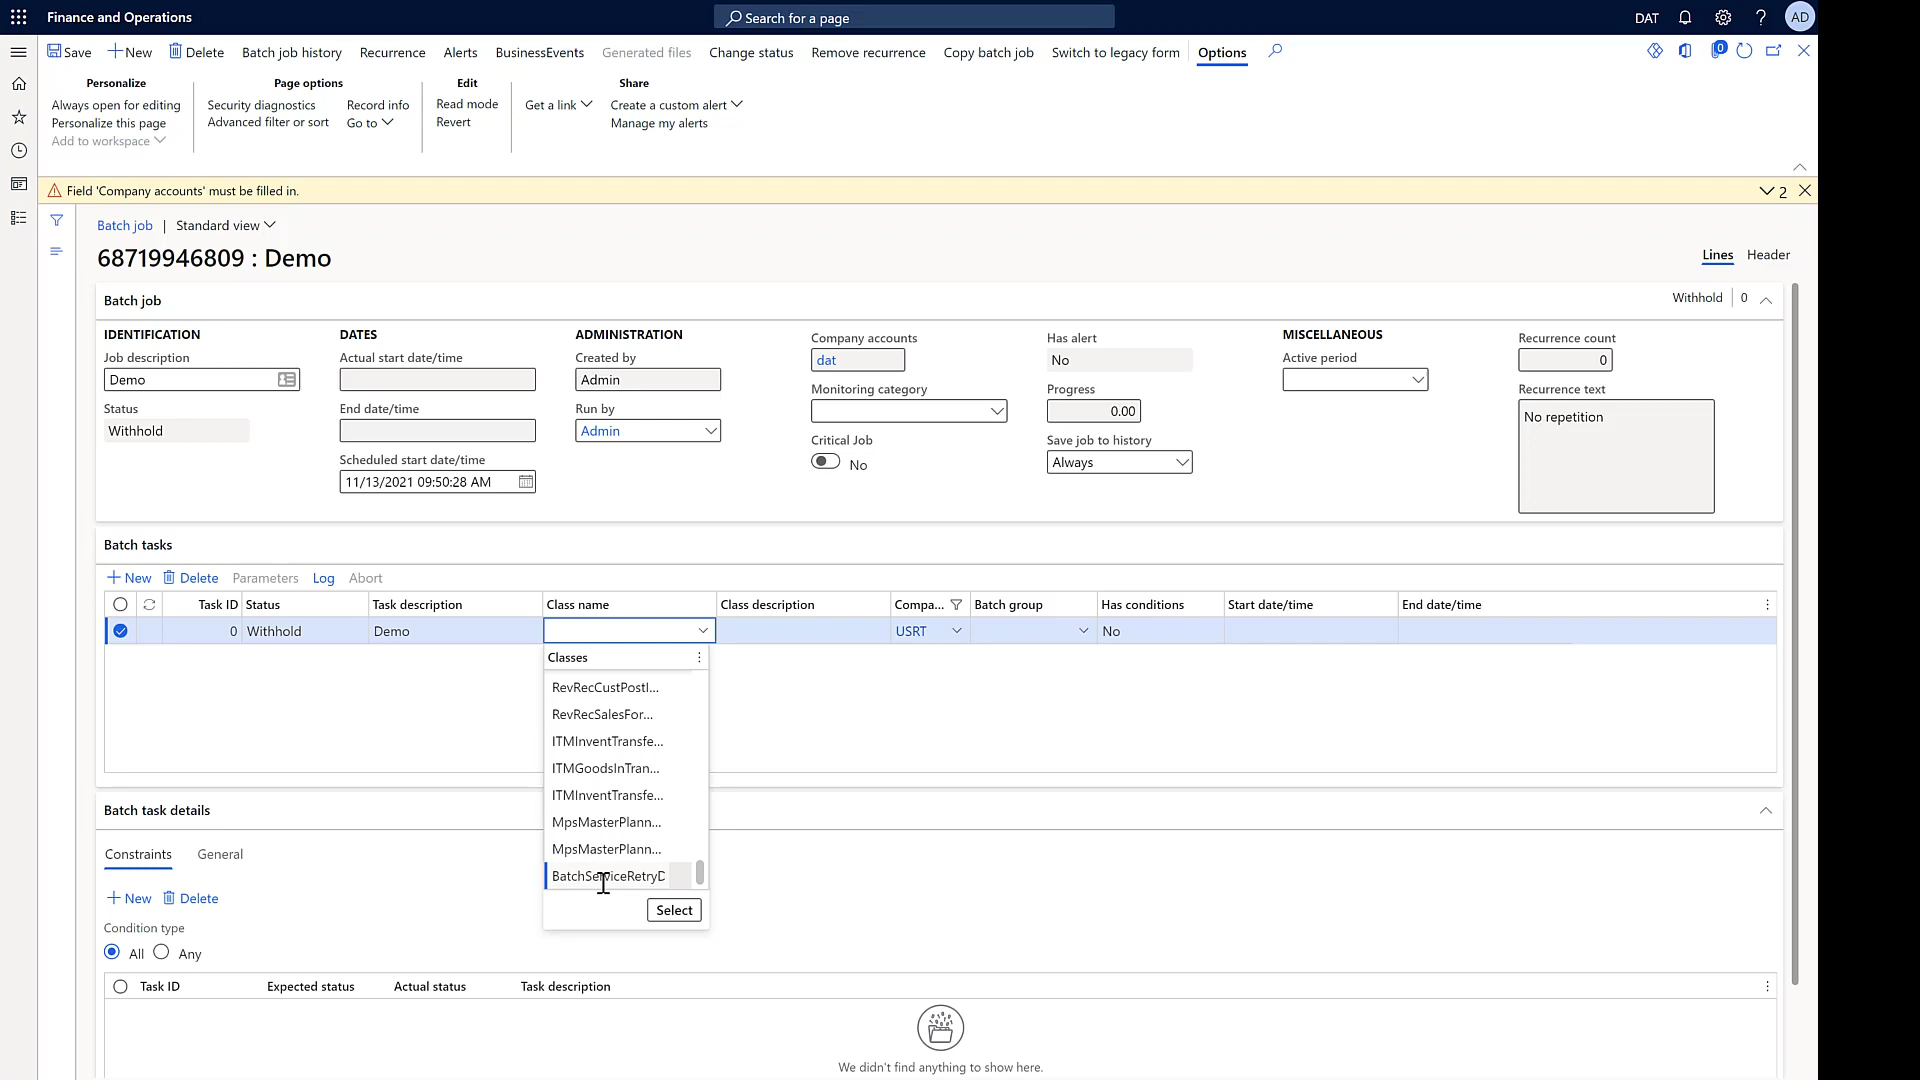 Finance and Operations
Search for a page
DAT
?
AD
Save
New
Delete
Batch job history
Recurrence
Alerts
BusinessEvents
Generated files
Change status
Remove recurrence
Copy batch job
Switch to legacy form
Options
0
Personalize
Always open for editing
Personalize this page
Add to workspace
Page options
Security diagnostics
Advanced filter or sort
Record info
Go to
Edit
Read mode
Revert
Get a link
Share
Create a custom alert
Manage my alerts
Field 'Company accounts' must be filled in.
2
Batch job | Standard view
68719946809 : Demo
Lines
Header
Batch job
Withhold
0
IDENTIFICATION
Job description
Demo
Status
Withhold
DATES
Actual start date/time
End date/time
Scheduled start date/time
11/13/2021 09:50:28 AM
ADMINISTRATION
Created by
Admin
Run by
Admin
Company accounts
dat
Monitoring category
Critical Job
No
Has alert
No
Progress
0.00
Save job to history
Always
MISCELLANEOUS
Active period
Recurrence count
0
Recurrence text
No repetition
Batch tasks
New
Delete
Parameters
Log
Abort
Task ID
Status
Task description
Class name
Class description
Compa...
Batch group
Has conditions
Start date/time
End date/time
0
Withhold
Demo
USRT
No
Classes
RevRecCustPostI...
RevRecSalesFor...
ITMInventTransfe...
ITMGoodsInTran...
ITMInventTransfe...
MpsMasterPlann...
MpsMasterPlann...
BatchServiceRetryD
Select
Batch task details
Constraints
General
New
Delete
Condition type
All
Any
Task ID
Expected status
Actual status
Task description
We didn't find anything to show here.